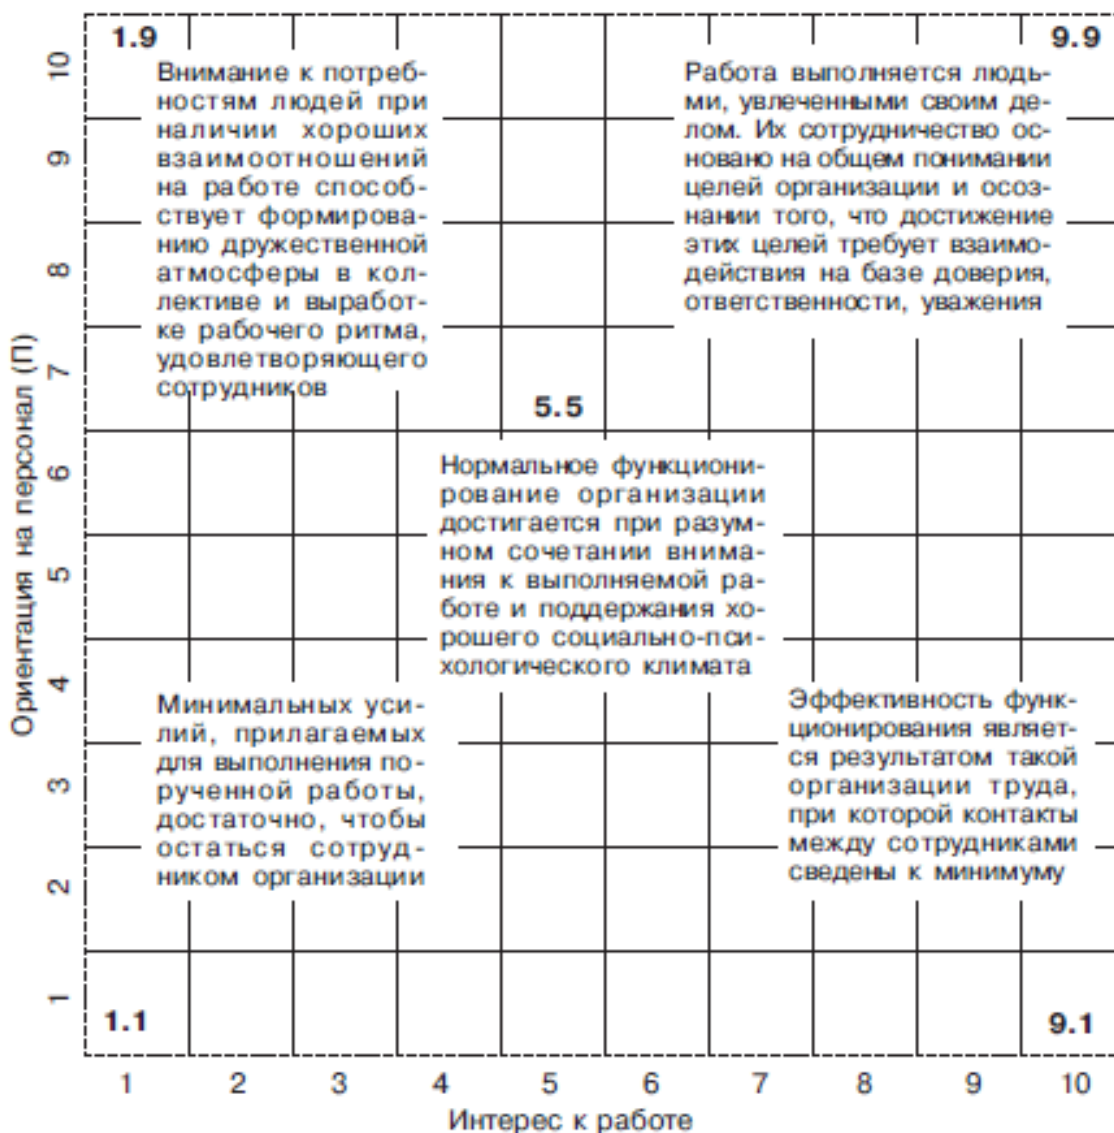 1.9
Внимание к потреб-
ностям людей при
наличии хороших
взаимоотношений
на работе способ-
ствует формирова-
нию дружественной
атмосферы в кол-
лективе и выработ-
ке рабочего ритма,
удовлетворяющего
сотрудников
9.9
Работа выполняется людь-
ми, увлеченными своим де-
лом. Их сотрудничество ос-
новано на общем понимании
целей организации и осоз-
нании того, что достижение
этих целей требует взаимо-
действия на базе доверия,
ответственности, уважения
5.5
Нормальное функциони-
рование организации
достигается при разум-
ном сочетании внима-
ния к выполняемой ра-
боте и поддержания хо-
рошего социально-пси-
хологического климата
Минимальных уси-
лий, прилагаемых
для выполнения по-
рученной работы,
достаточно, чтобы
остаться сотруд-
ником организации
1.1
Эффективность функ-
ционирования являет-
ся результатом такой
организации труда,
при которой контакты
между сотрудниками
сведены к минимуму
9.1
Ориентация на персонал (П)
10
9
8
7
6
5
4
3
2
1
1 2 3 4 5 6 7 8 9 10
Интерес к работе